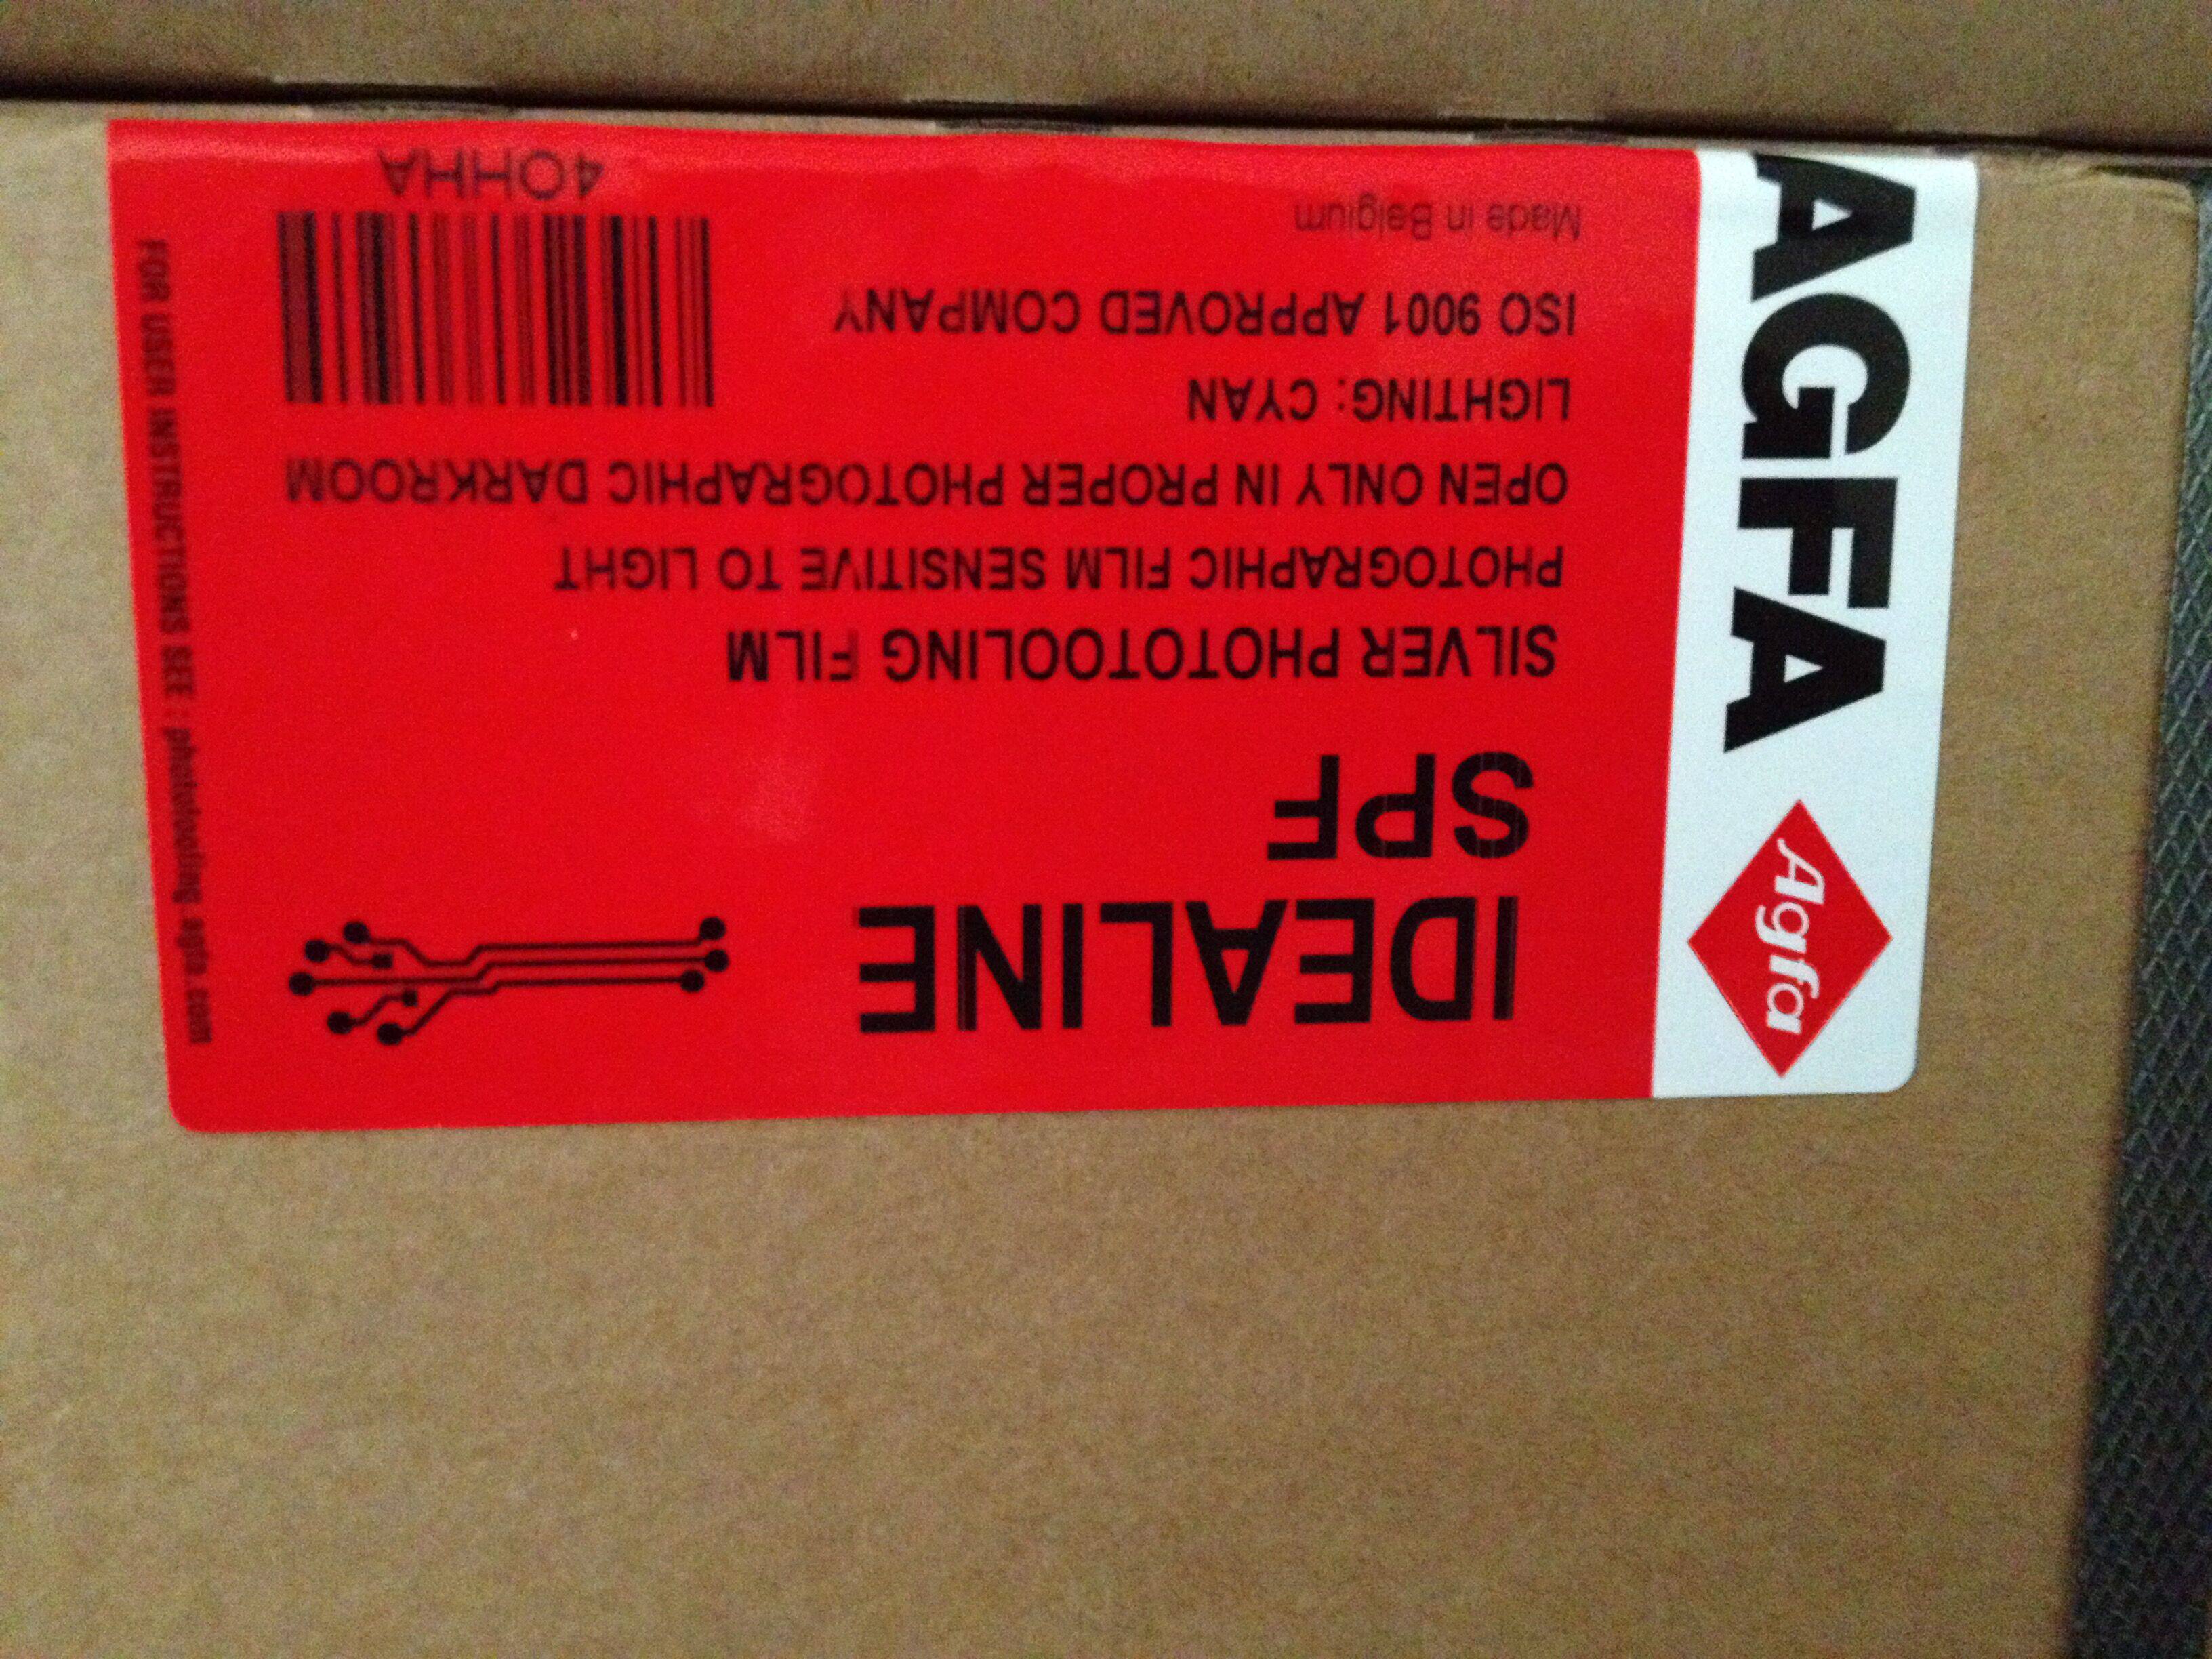 AGFA
Agfa
IDEALINE
SPF
SILVER PHOTOTOOLING FILM
PHOTOGRAPHIC FILM SENSITIVE TO LIGHT
OPEN ONLY IN PROPER PHOTOGRAPHIC DARKROOM
LIGHTING: CYAN
ISO 9001 APPROVED COMPANY
Made in Belgium
4OHHA
FOR USER INSTRUCTIONS SEE : phototooling.agfa.com